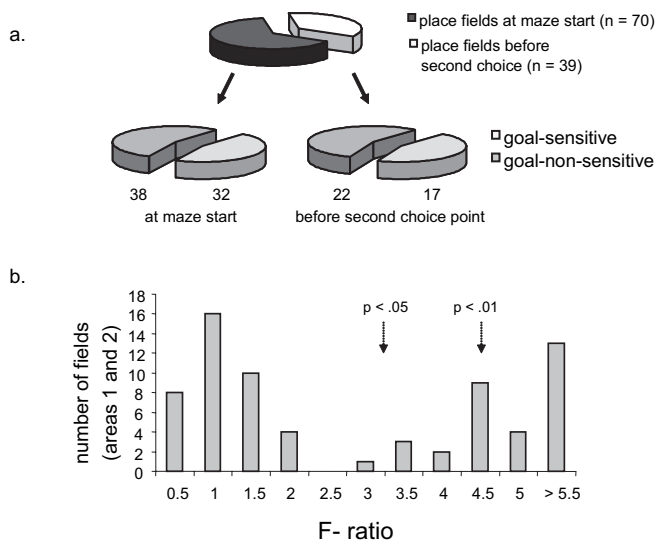 a.
place fields at maze start (n = 70)
place fields before
second choice (n = 39)
goal-sensitive
goal-non-sensitive
38 32 22 17
at maze start before second choice point
b.
number of fields
(areas 1 and 2)
18
16
14
12
10
8
6
4
2
0
p < .05 p < .01
0.5 1 1.5 2 2.5 3 3.5 4 4.5 5 > 5.5
F- ratio